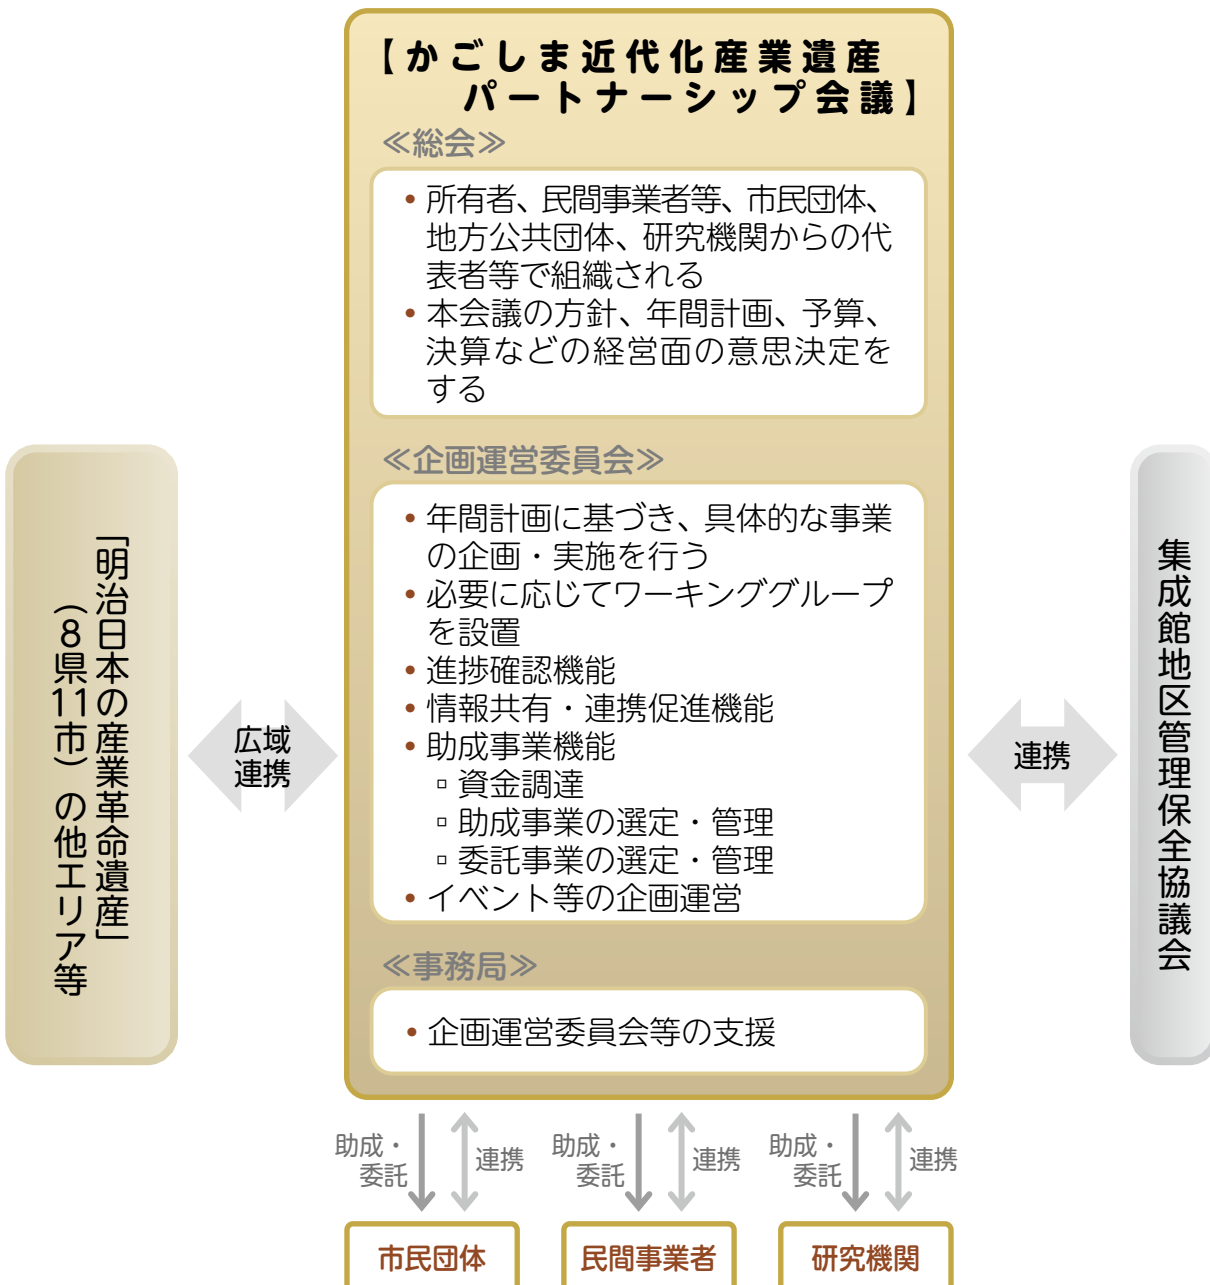 【かごしま近代化産業遺産
パートナーシップ会議】
≪総会≫
・所有者、民間事業者等、市民団体、
地方公共団体、研究機関からの代
表者等で組織される
・本会議の方針、年間計画、予算、
決算などの経営面の意思決定を
する
≪企画運営委員会≫
・年間計画に基づき、具体的な事業
の企画・実施を行う
・必要に応じてワーキンググループ
を設置
・進捗確認機能
・情報共有・連携促進機能
・助成事業機能
▫資金調達
▫助成事業の選定・管理
▫委託事業の選定・管理
・イベント等の企画運営
≪事務局≫
・企画運営委員会等の支援
「明治日本の産業革命遺産」
（8県11市）の他エリア等
広域
連携
連携
集成館地区管理保全協議会
助成・
委託
連携
助成・
委託
連携
助成・
委託
連携
市民団体
民間事業者
研究機関